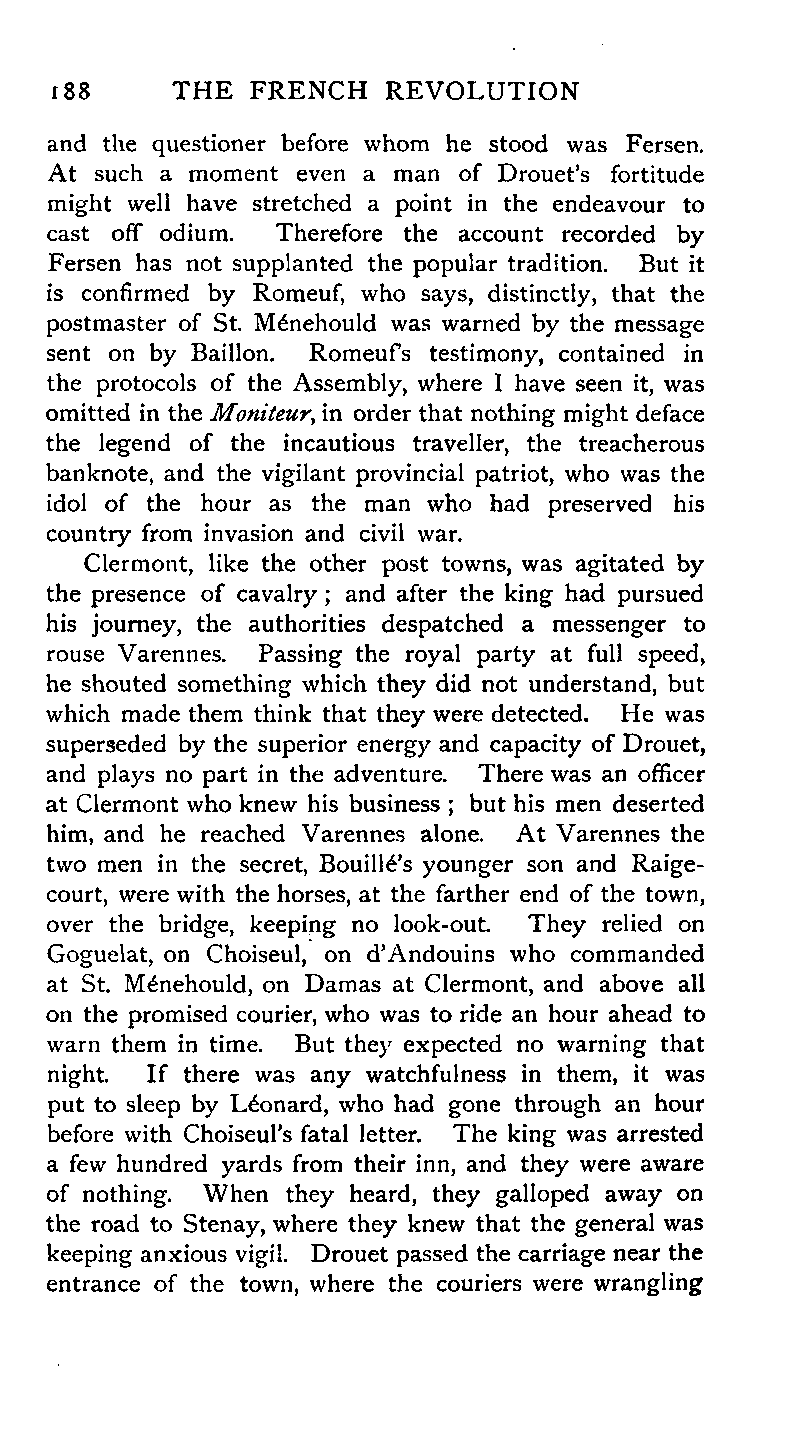 188 THE FRENCH REVOLUTION
and the questioner before whom he stood was Fersen.
At such a moment even a man of Drouet's fortitude
might well have stretched a point in the endeavour to
cast off odium. Therefore the account recorded by
Fersen has not supplanted the popular tradition. But it
is confirmed by Romeuf, who says, distinctly, that the
postmaster of St. Ménehould was warned by the message
sent on by Baillon. Romeuf's testimony, contained in
the protocols of the Assembly, where I have seen it, was
omitted in the Moniteur, in order that nothing might deface
the legend of the incautious traveller, the treacherous
banknote, and the vigilant provincial patriot, who was the
idol of the hour as the man who had preserved his
country from invasion and civil war.
Clermont, like the other post towns, was agitated by
the presence of cavalry ; and after the king had pursued
his journey, the authorities despatched a messenger to
rouse Varennes. Passing the royal party at full speed,
he shouted something which they did not understand, but
which made them think that they were detected. He was
superseded by the superior energy and capacity of Drouet,
and plays no part in the adventure. There was an officer
at Clermont who knew his business ; but his men deserted
him, and he reached Varennes alone. At Varennes the
two men in the secret, Bouillé's younger son and Raige-
court, were with the horses, at the farther end of the town,
over the bridge, keeping no look-out. They relied on
Goguelat, on Choiseul, on d'Andouins who commanded
at St. Ménehould, on Damas at Clermont, and above all
on the promised courier, who was to ride an hour ahead to
warn them in time. But they expected no warning that
night. If there was any watchfulness in them, it was
put to sleep by Léonard, who had gone through an hour
before with Choiseul's fatal letter. The king was arrested
a few hundred yards from their inn, and they were aware
of nothing. When they heard, they galloped away on
the road to Stenay, where they knew that the general was
keeping anxious vigil. Drouet passed the carriage near the
entrance of the town, where the couriers were wrangling